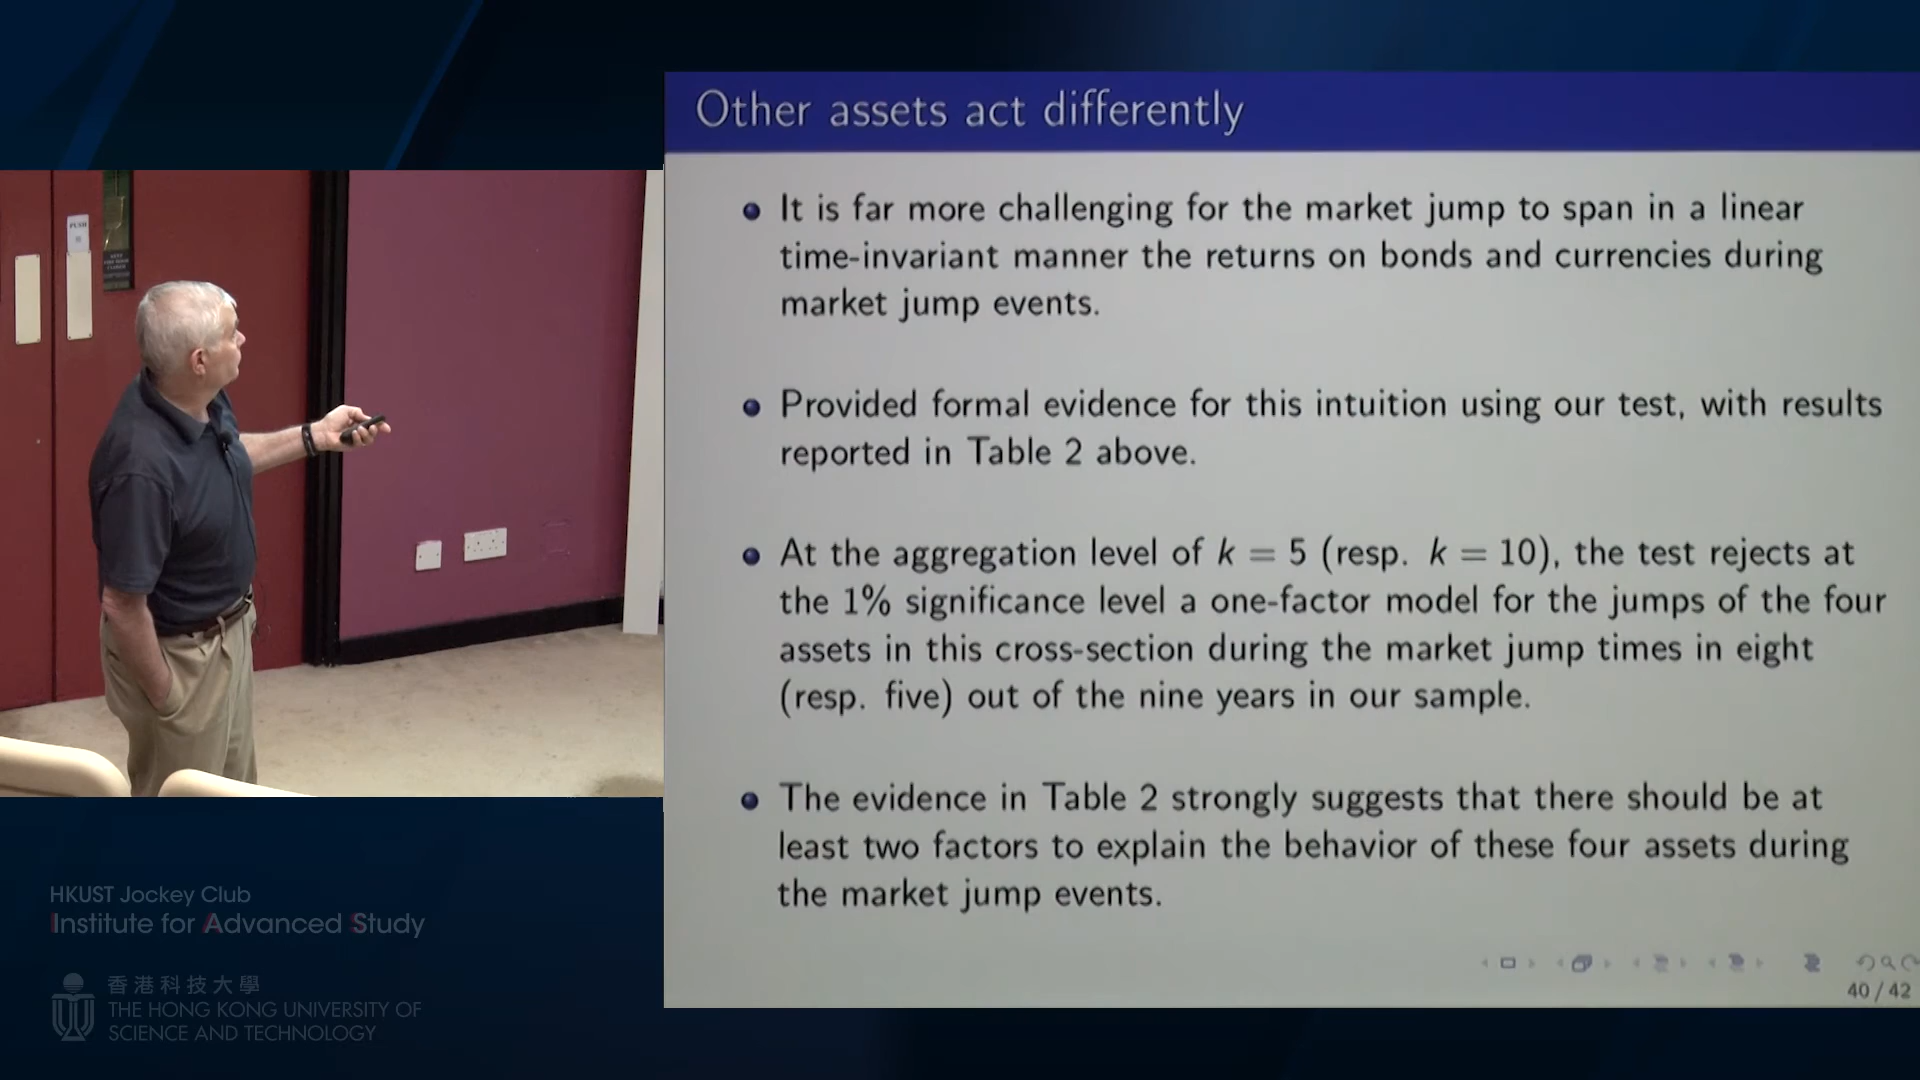 Other assets act differently
It is far more challenging for the market jump to span in a linear
time-invariant manner the returns on bonds and currencies during
market jump events.
Provided formal evidence for this intuition using our test, with results
reported in Table 2 above.
At the aggregation level of k = 5 (resp. k = 10), the test rejects at
the 1% significance level a one-factor model for the jumps of the four
assets in this cross-section during the market jump times in eight
(resp. five) out of the nine years in our sample.
The evidence in Table 2 strongly suggests that there should be at
least two factors to explain the behavior of these four assets during
the market jump events.
40 / 42
PUSH
HKUST Jockey Club
Institute for Advanced Study
香港科技大學
THE HONG KONG UNIVERSITY OF
SCIENCE AND TECHNOLOGY